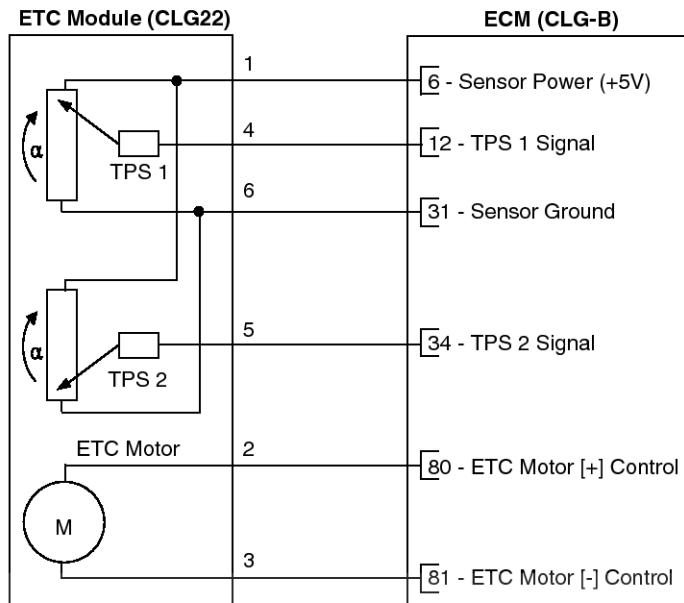 ETC Module (CLG22)
ECM (CLG-B)
1
6 - Sensor Power (+5V)
α
4
12 - TPS 1 Signal
TPS 1
6
31 - Sensor Ground
α
5
34 - TPS 2 Signal
TPS 2
ETC Motor
2
80 - ETC Motor [+] Control
M
3
81 - ETC Motor [-] Control